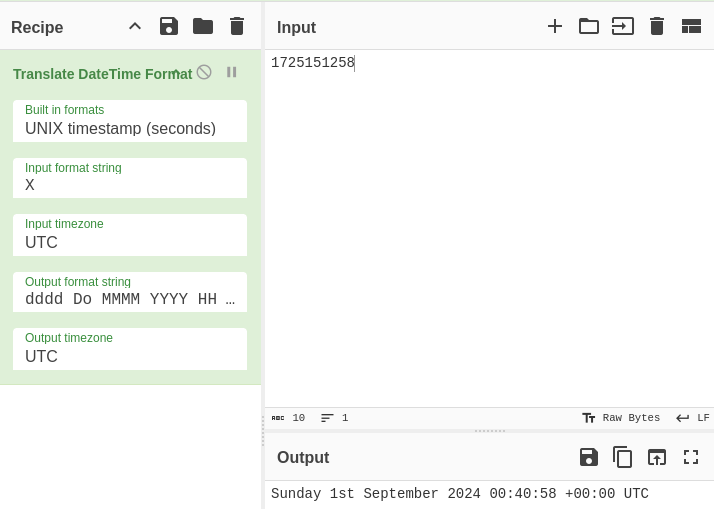 Recipe
Translate DateTime Format
Built in formats
UNIX timestamp (seconds)
Input format string
X
Input timezone
UTC
Output format string
dddd Do MMMM YYYY HH …
Output timezone
UTC
Input
1725151258
ABC 10
1
Raw Bytes
LF
Output
Sunday 1st September 2024 00:40:58 +00:00 UTC